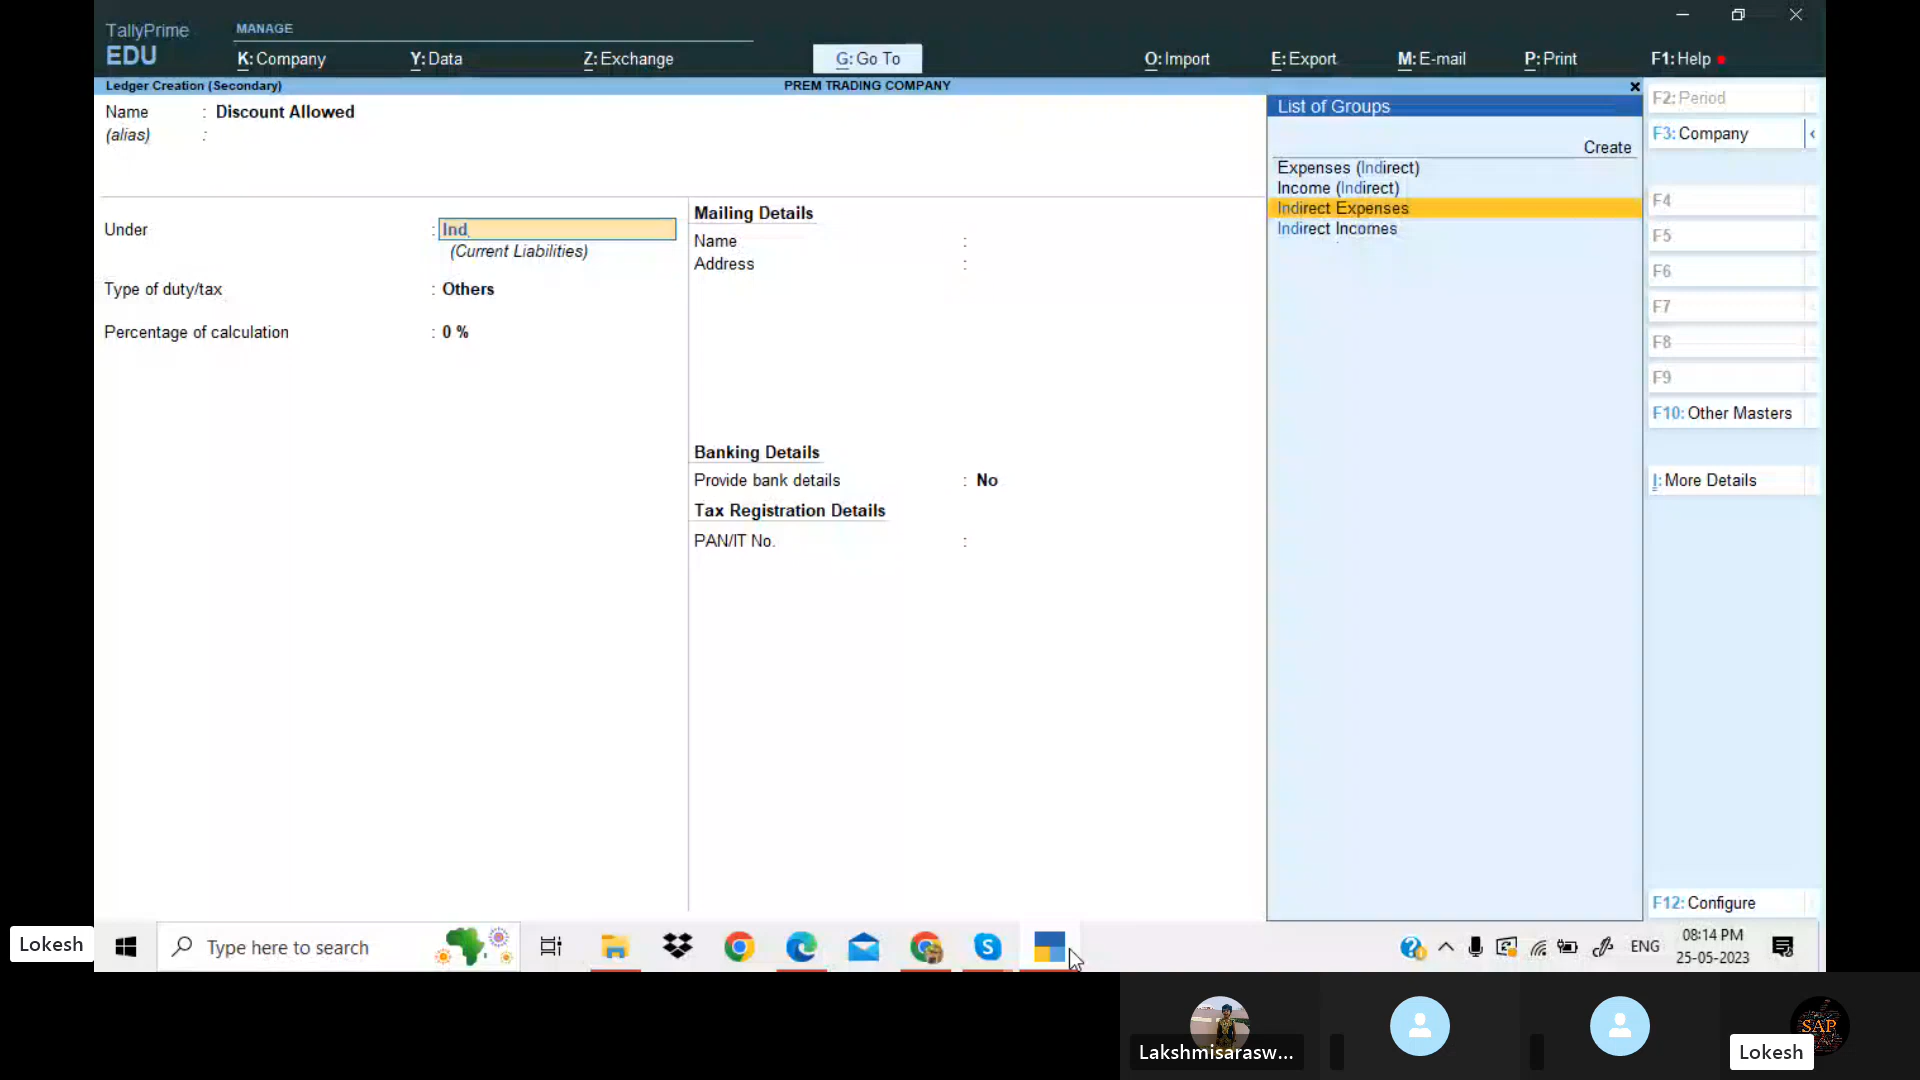 TallyPrime
EDU
MANAGE
K: Company
Y: Data
Z: Exchange
G: Go To
O: Import
E: Export
M: E-mail
P: Print
F1: Help
Ledger Creation (Secondary)
PREM TRADING COMPANY
Name : Discount Allowed
(alias) :
Under : Ind
(Current Liabilities)
Type of duty/tax : Others
Percentage of calculation : 0 %
Mailing Details
Name :
Address :
Banking Details
Provide bank details : No
Tax Registration Details
PAN/IT No. :
List of Groups
Create
Expenses (Indirect)
Income (Indirect)
Indirect Expenses
Indirect Incomes
F2: Period
F3: Company
F4
F5
F6
F7
F8
F9
F10: Other Masters
I: More Details
F12: Configure
Lokesh
Type here to search
ENG
08:14 PM
25-05-2023
Lakshmisarasw...
SAP
Lokesh